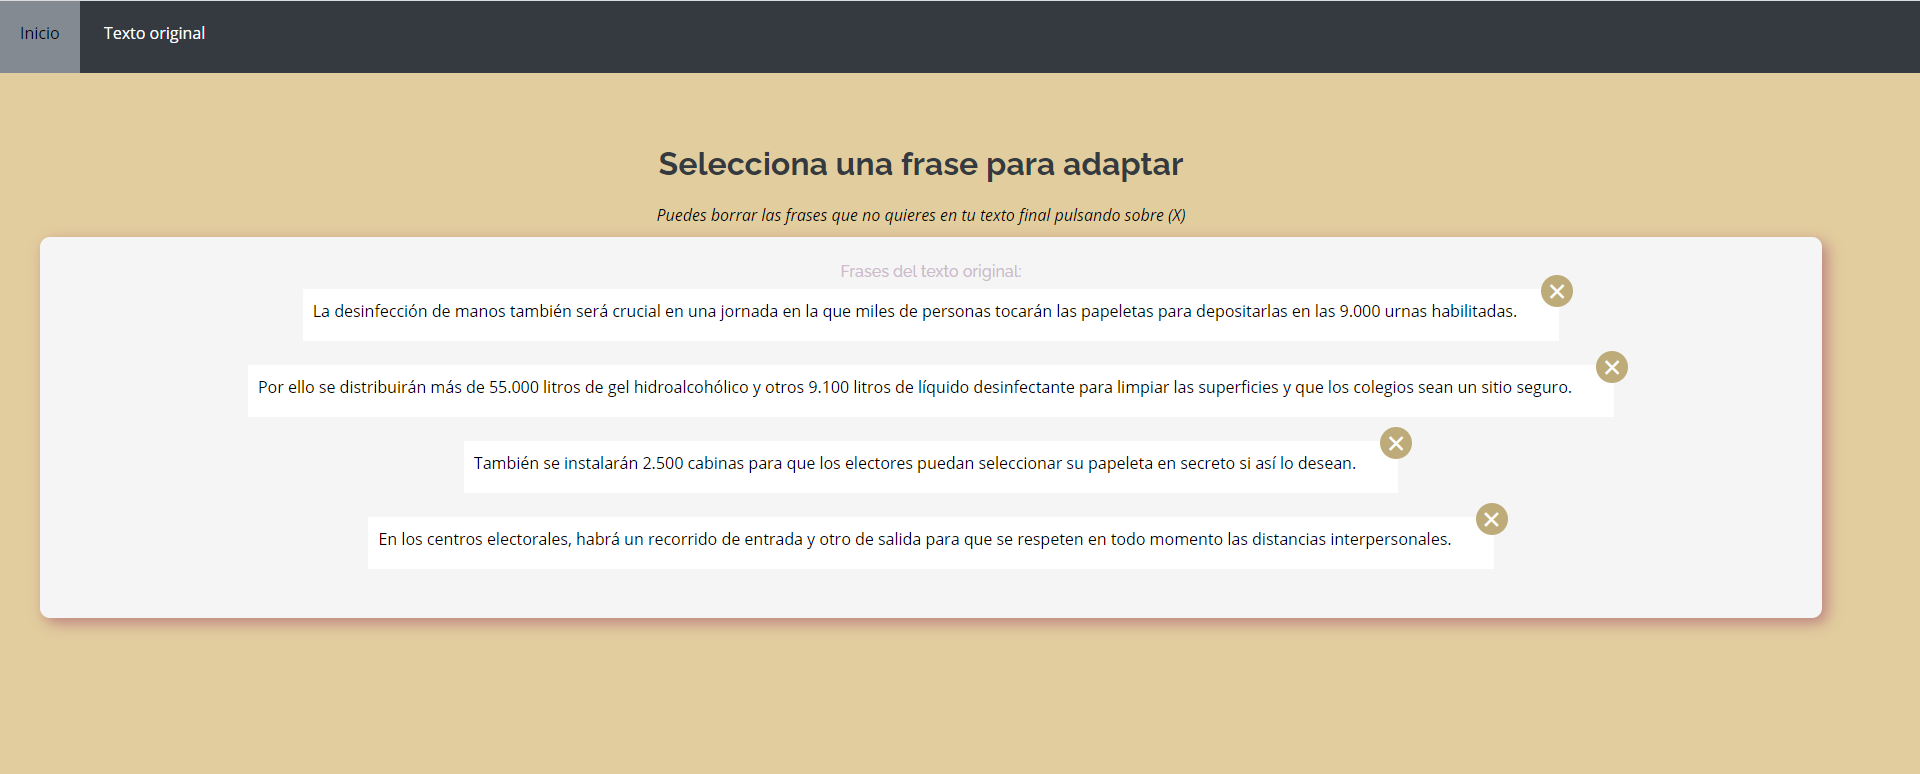 Inicio Texto original
Selecciona una frase para adaptar
Puedes borrar las frases que no quieres en tu texto final pulsando sobre (X)
Frases del texto original:
La desinfección de manos también será crucial en una jornada en la que miles de personas tocarán las papeletas para depositarlas en las 9.000 urnas habilitadas.
Por ello se distribuirán más de 55.000 litros de gel hidroalcohólico y otros 9.100 litros de líquido desinfectante para limpiar las superficies y que los colegios sean un sitio seguro.
También se instalarán 2.500 cabinas para que los electores puedan seleccionar su papeleta en secreto si así lo desean.
En los centros electorales, habrá un recorrido de entrada y otro de salida para que se respeten en todo momento las distancias interpersonales.